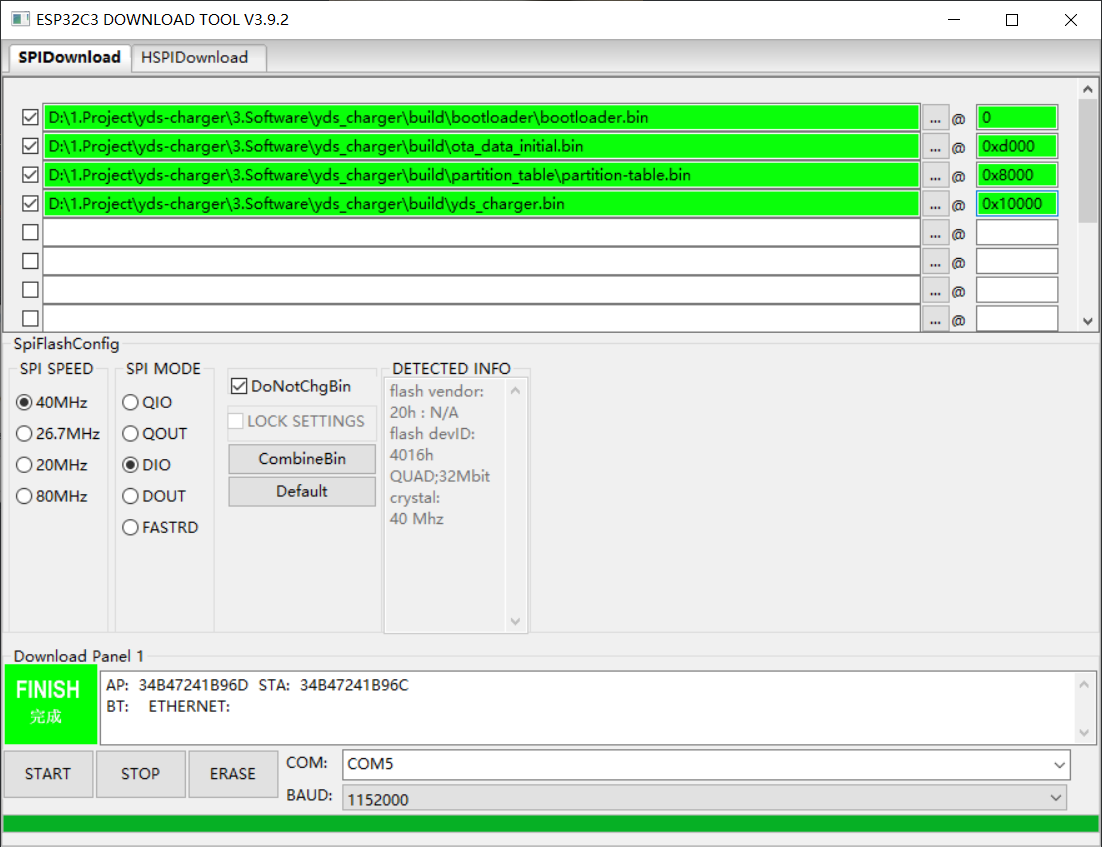 ESP32C3 DOWNLOAD TOOL V3.9.2
SPIDownload HSPIDownload
D:\1.Project\yds-charger\3.Software\yds_charger\build\bootloader\bootloader.bin ... @ 0
D:\1.Project\yds-charger\3.Software\yds_charger\build\ota_data_initial.bin ... @ 0xd000
D:\1.Project\yds-charger\3.Software\yds_charger\build\partition_table\partition-table.bin ... @ 0x8000
D:\1.Project\yds-charger\3.Software\yds_charger\build\yds_charger.bin ... @ 0x10000
... @
... @
... @
... @
SpiFlashConfig
SPI SPEED
40MHz
26.7MHz
20MHz
80MHz
SPI MODE
QIO
QOUT
DIO
DOUT
FASTRD
DoNotChgBin
LOCK SETTINGS
CombineBin
Default
DETECTED INFO
flash vendor:
20h : N/A
flash devID:
4016h
QUAD;32Mbit
crystal:
40 Mhz
Download Panel 1
FINISH
完成
AP: 34B47241B96D STA: 34B47241B96C
BT: ETHERNET:
START STOP ERASE
COM: COM5
BAUD: 1152000